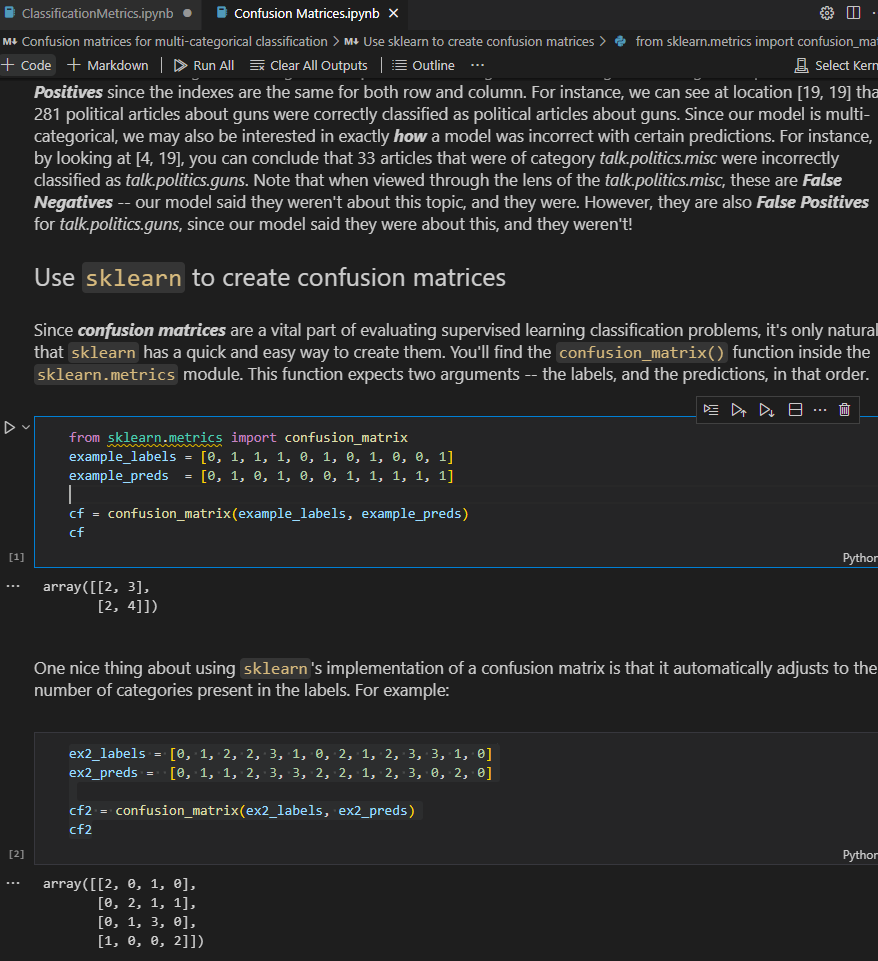 ClassificationMetrics.ipynb ● Confusion Matrices.ipynb ×
M↓ Confusion matrices for multi-categorical classification > M↓ Use sklearn to create confusion matrices > from sklearn.metrics import confusion_mat
+ Code + Markdown | Run All Clear All Outputs | Outline ··· Select Kern
Positives since the indexes are the same for both row and column. For instance, we can see at location [19, 19] tha
281 political articles about guns were correctly classified as political articles about guns. Since our model is multi-
categorical, we may also be interested in exactly how a model was incorrect with certain predictions. For instance,
by looking at [4, 19], you can conclude that 33 articles that were of category talk.politics.misc were incorrectly
classified as talk.politics.guns. Note that when viewed through the lens of the talk.politics.misc, these are False
Negatives -- our model said they weren't about this topic, and they were. However, they are also False Positives
for talk.politics.guns, since our model said they were about this, and they weren't!
Use sklearn to create confusion matrices
Since confusion matrices are a vital part of evaluating supervised learning classification problems, it's only natural
that sklearn has a quick and easy way to create them. You'll find the confusion_matrix() function inside the
sklearn.metrics module. This function expects two arguments -- the labels, and the predictions, in that order.
from sklearn.metrics import confusion_matrix
example_labels = [0, 1, 1, 1, 0, 1, 0, 1, 0, 0, 1]
example_preds  = [0, 1, 0, 1, 0, 0, 1, 1, 1, 1, 1]
cf = confusion_matrix(example_labels, example_preds)
cf
[1] Python
··· array([[2, 3],
       [2, 4]])
One nice thing about using sklearn's implementation of a confusion matrix is that it automatically adjusts to the
number of categories present in the labels. For example:
ex2_labels = [0, 1, 2, 2, 3, 1, 0, 2, 1, 2, 3, 3, 1, 0]
ex2_preds =  [0, 1, 1, 2, 3, 3, 2, 2, 1, 2, 3, 0, 2, 0]
cf2 = confusion_matrix(ex2_labels, ex2_preds)
cf2
[2] Python
··· array([[2, 0, 1, 0],
       [0, 2, 1, 1],
       [0, 1, 3, 0],
       [1, 0, 0, 2]])